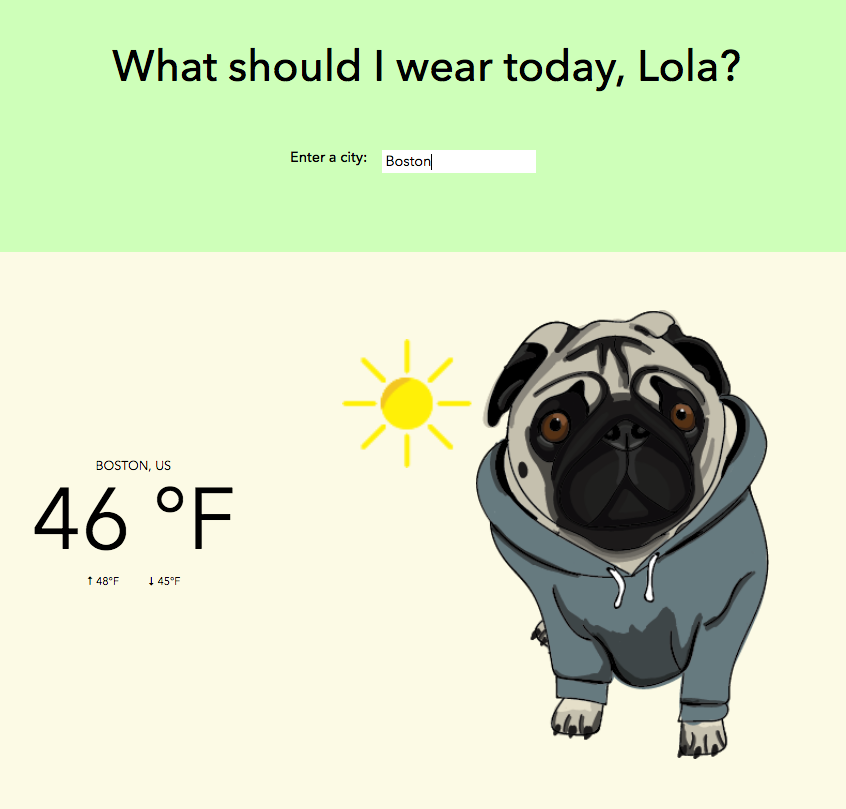 What should I wear today, Lola?
Enter a city: Boston
BOSTON, US
46 °F
↑ 48°F ↓ 45°F